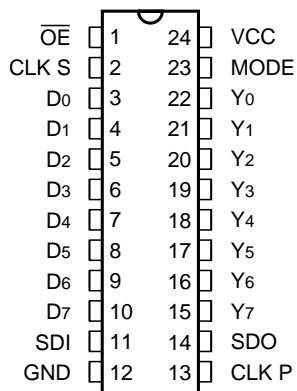 OE 1 24 VCC
CLK S 2 23 MODE
D0 3 22 Y0
D1 4 21 Y1
D2 5 20 Y2
D3 6 19 Y3
D4 7 18 Y4
D5 8 17 Y5
D6 9 16 Y6
D7 10 15 Y7
SDI 11 14 SDO
GND 12 13 CLK P